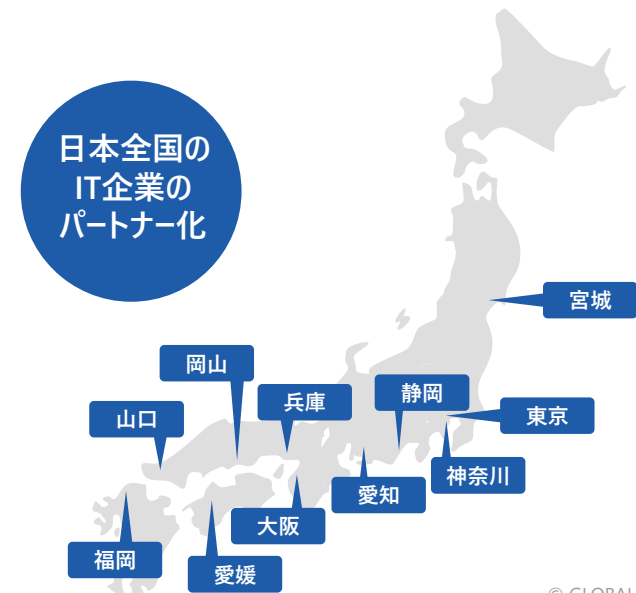 日本全国の
IT企業の
パートナー化
宮城
岡山
静岡
兵庫
山口
東京
神奈川
愛知
大阪
福岡
愛媛
© GLOBAL